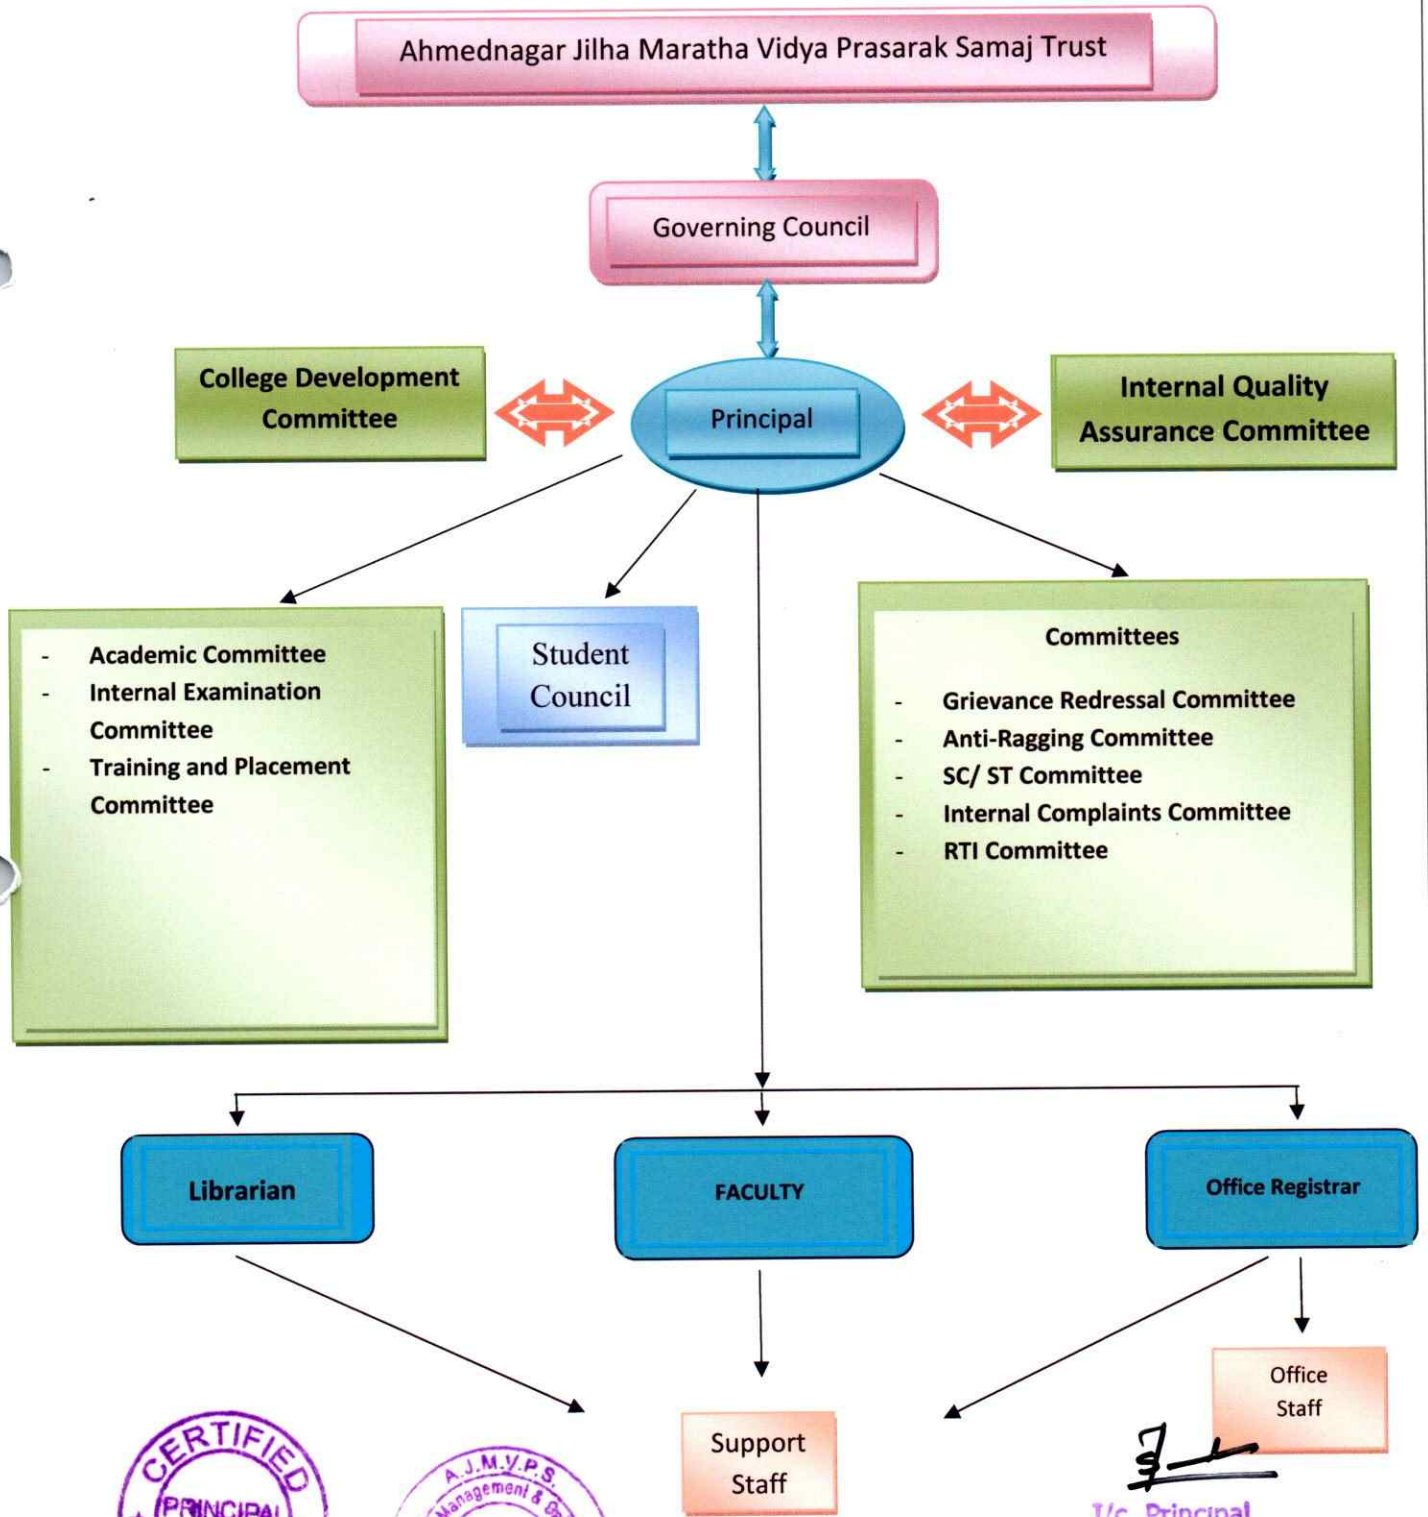 Ahmednagar Jilha Maratha Vidya Prasarak Samaj Trust
Governing Council
College Development
Committee
Principal
Internal Quality
Assurance Committee
- Academic Committee
- Internal Examination
Committee
- Training and Placement
Committee
Student
Council
Committees
- Grievance Redressal Committee
- Anti-Ragging Committee
- SC/ ST Committee
- Internal Complaints Committee
- RTI Committee
Librarian
FACULTY
Office Registrar
Office
Staff
Support
Staff
CERTIFIED
PRINCIPAL
A.J.M.V.P.S.
Management &
I/c. Principal